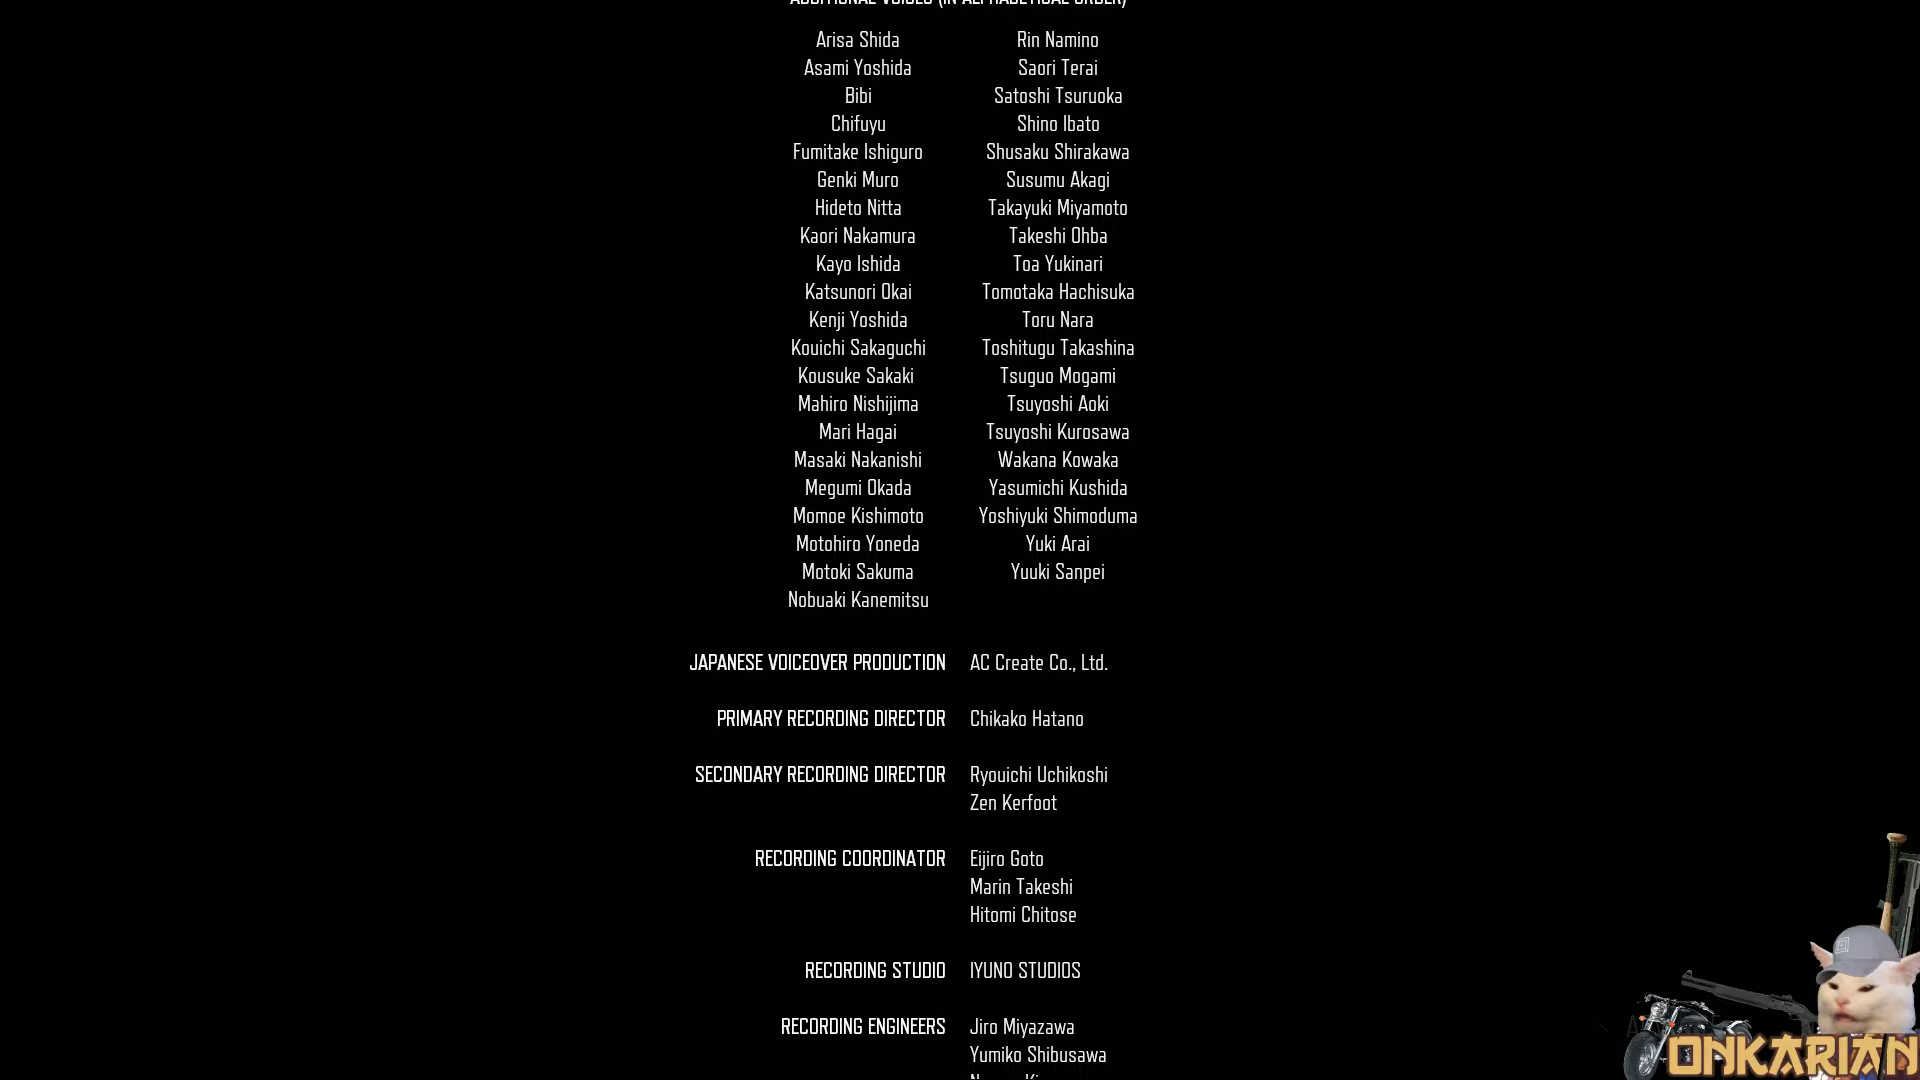 ADDITIONAL VOICES (IN ALPHABETICAL ORDER)
Arisa Shida
Asami Yoshida
Bibi
Chifuyu
Fumitake Ishiguro
Genki Muro
Hideto Nitta
Kaori Nakamura
Kayo Ishida
Katsunori Okai
Kenji Yoshida
Kouichi Sakaguchi
Kousuke Sakaki
Mahiro Nishijima
Mari Hagai
Masaki Nakanishi
Megumi Okada
Momoe Kishimoto
Motohiro Yoneda
Motoki Sakuma
Nobuaki Kanemitsu
Rin Namino
Saori Terai
Satoshi Tsuruoka
Shino Ibato
Shusaku Shirakawa
Susumu Akagi
Takayuki Miyamoto
Takeshi Ohba
Toa Yukinari
Tomotaka Hachisuka
Toru Nara
Toshitugu Takashina
Tsuguo Mogami
Tsuyoshi Aoki
Tsuyoshi Kurosawa
Wakana Kowaka
Yasumichi Kushida
Yoshiyuki Shimoduma
Yuki Arai
Yuuki Sanpei
JAPANESE VOICEOVER PRODUCTION AC Create Co., Ltd.
PRIMARY RECORDING DIRECTOR Chikako Hatano
SECONDARY RECORDING DIRECTOR Ryouichi Uchikoshi
Zen Kerfoot
RECORDING COORDINATOR Eijiro Goto
Marin Takeshi
Hitomi Chitose
RECORDING STUDIO IYUNO STUDIOS
RECORDING ENGINEERS Jiro Miyazawa
Yumiko Shibusawa
ONKARIAN